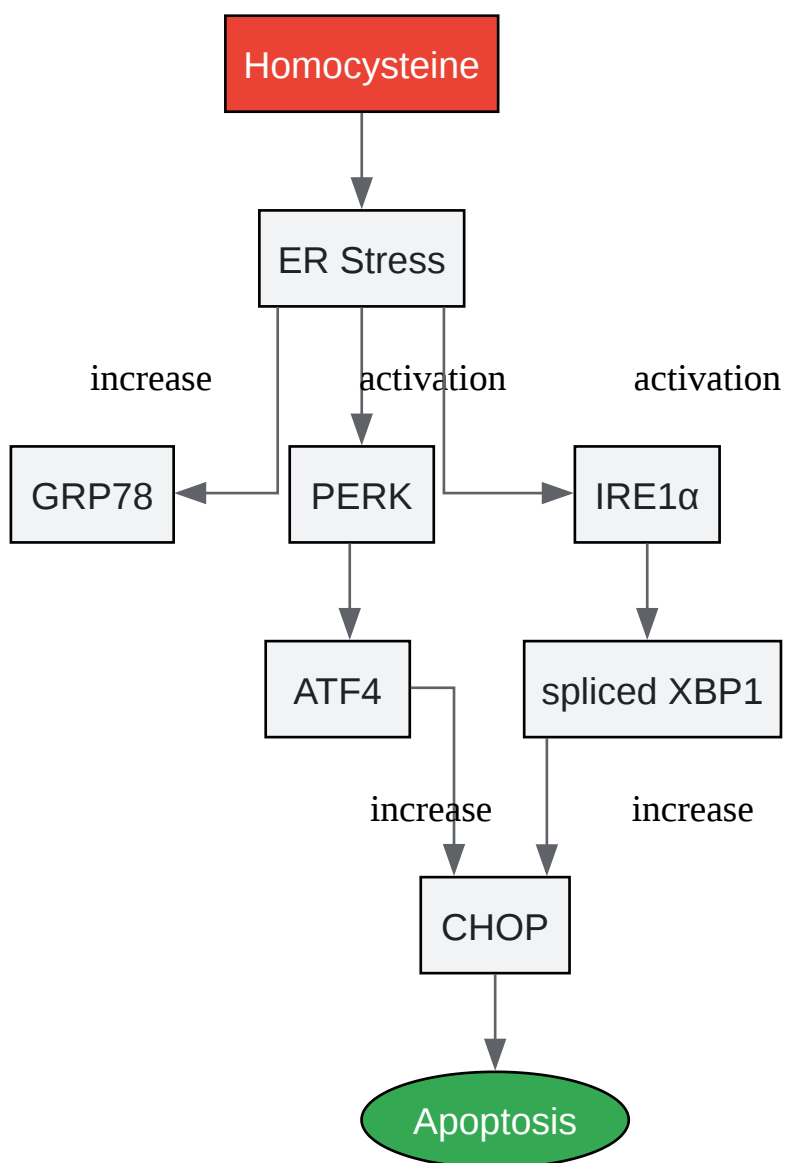 Homocysteine
ER Stress
increase
activation
activation
GRP78
PERK
IRE1α
ATF4
spliced XBP1
increase
increase
CHOP
Apoptosis